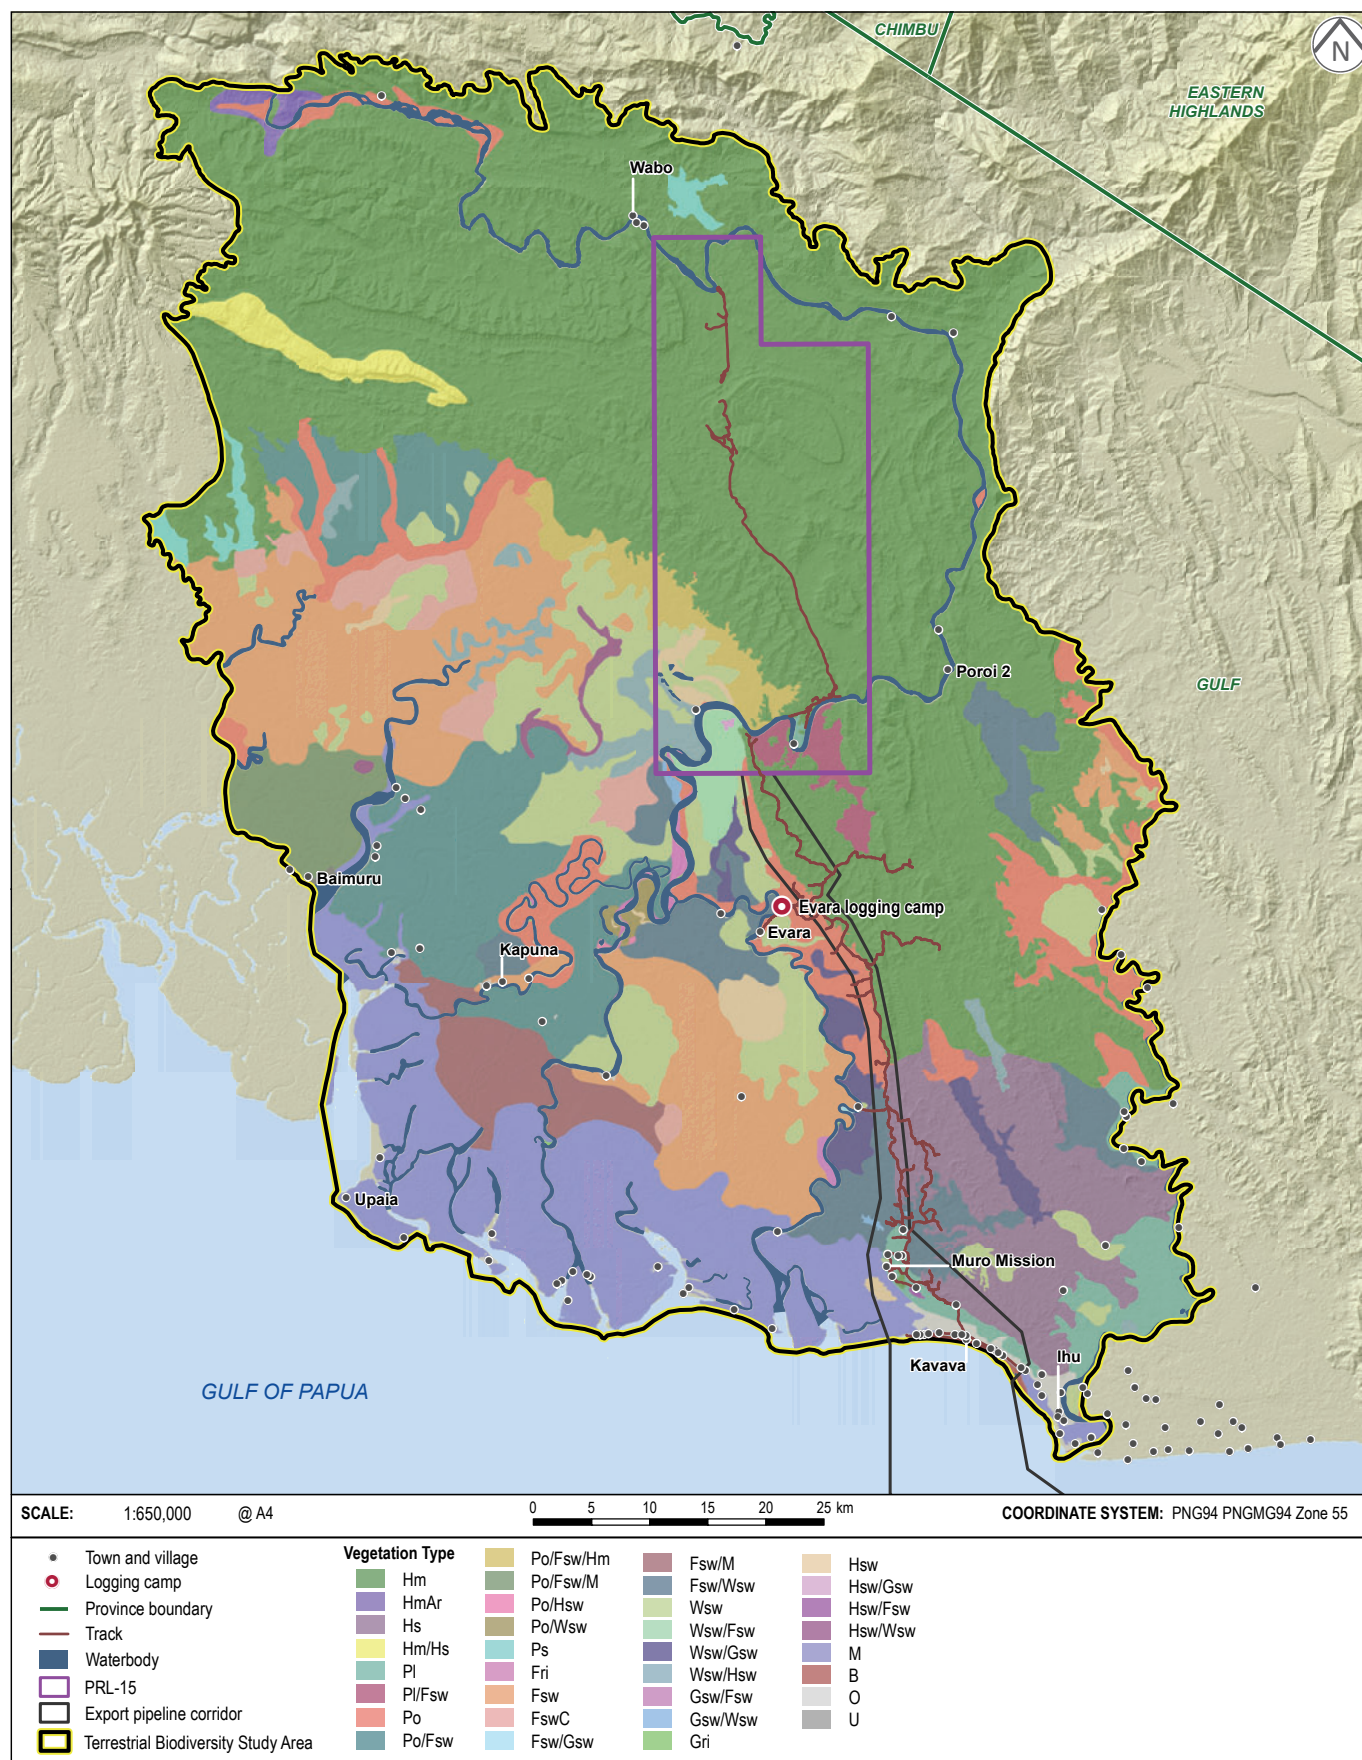 CHIMBU
N
EASTERN
HIGHLANDS
Wabo
Poroi 2
GULF
Baimuru
Evara logging camp
Evara
Kapuna
Upaia
Muro Mission
Ihu
Kavava
GULF OF PAPUA
SCALE: 1:650,000 @ A4
0 5 10 15 20 25 km
COORDINATE SYSTEM: PNG94 PNGMG94 Zone 55
Town and village
Logging camp
Province boundary
Track
Waterbody
PRL-15
Export pipeline corridor
Terrestrial Biodiversity Study Area
Vegetation Type
Hm
HmAr
Hs
Hm/Hs
Pl
Pl/Fsw
Po
Po/Fsw
Po/Fsw/Hm
Po/Fsw/M
Po/Hsw
Po/Wsw
Ps
Fri
Fsw
FswC
Fsw/Gsw
Fsw/M
Fsw/Wsw
Wsw
Wsw/Fsw
Wsw/Gsw
Wsw/Hsw
Gsw/Fsw
Gsw/Wsw
Gri
Hsw
Hsw/Gsw
Hsw/Fsw
Hsw/Wsw
M
B
O
U